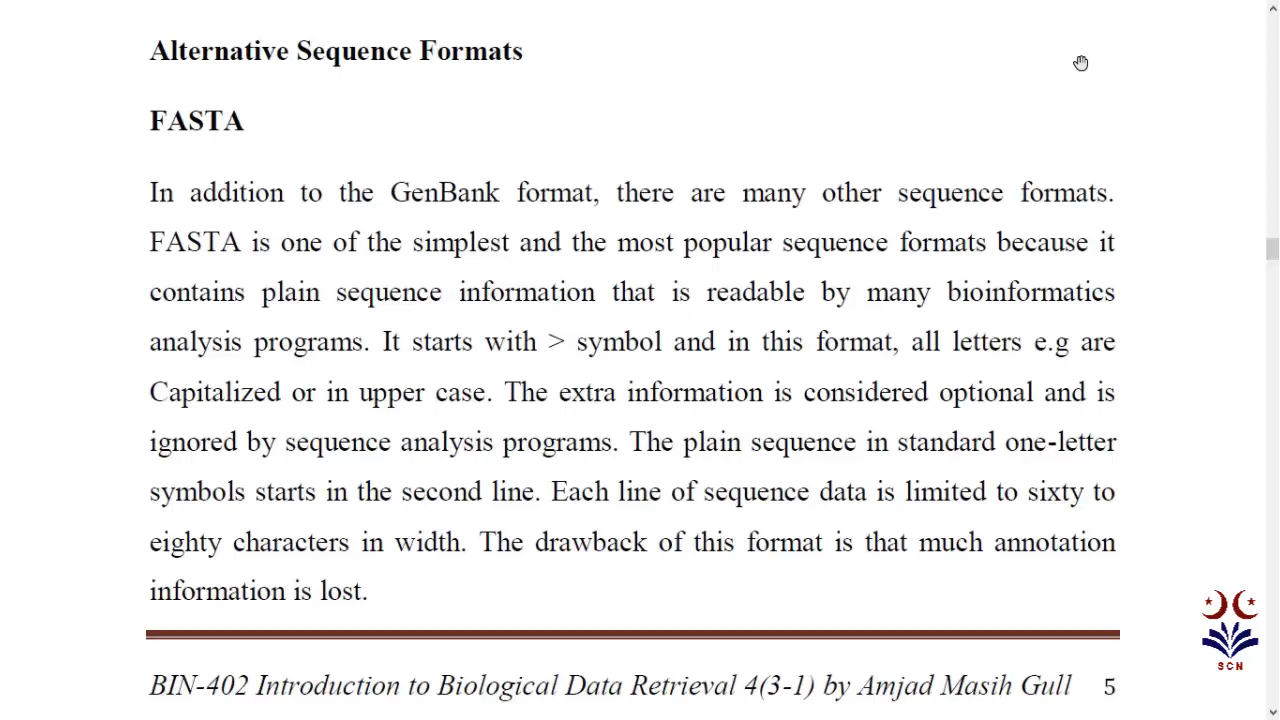 Alternative Sequence Formats
FASTA
In addition to the GenBank format, there are many other sequence formats.
FASTA is one of the simplest and the most popular sequence formats because it
contains plain sequence information that is readable by many bioinformatics
analysis programs. It starts with > symbol and in this format, all letters e.g are
Capitalized or in upper case. The extra information is considered optional and is
ignored by sequence analysis programs. The plain sequence in standard one-letter
symbols starts in the second line. Each line of sequence data is limited to sixty to
eighty characters in width. The drawback of this format is that much annotation
information is lost.
SCN
BIN-402 Introduction to Biological Data Retrieval 4(3-1) by Amjad Masih Gull 5